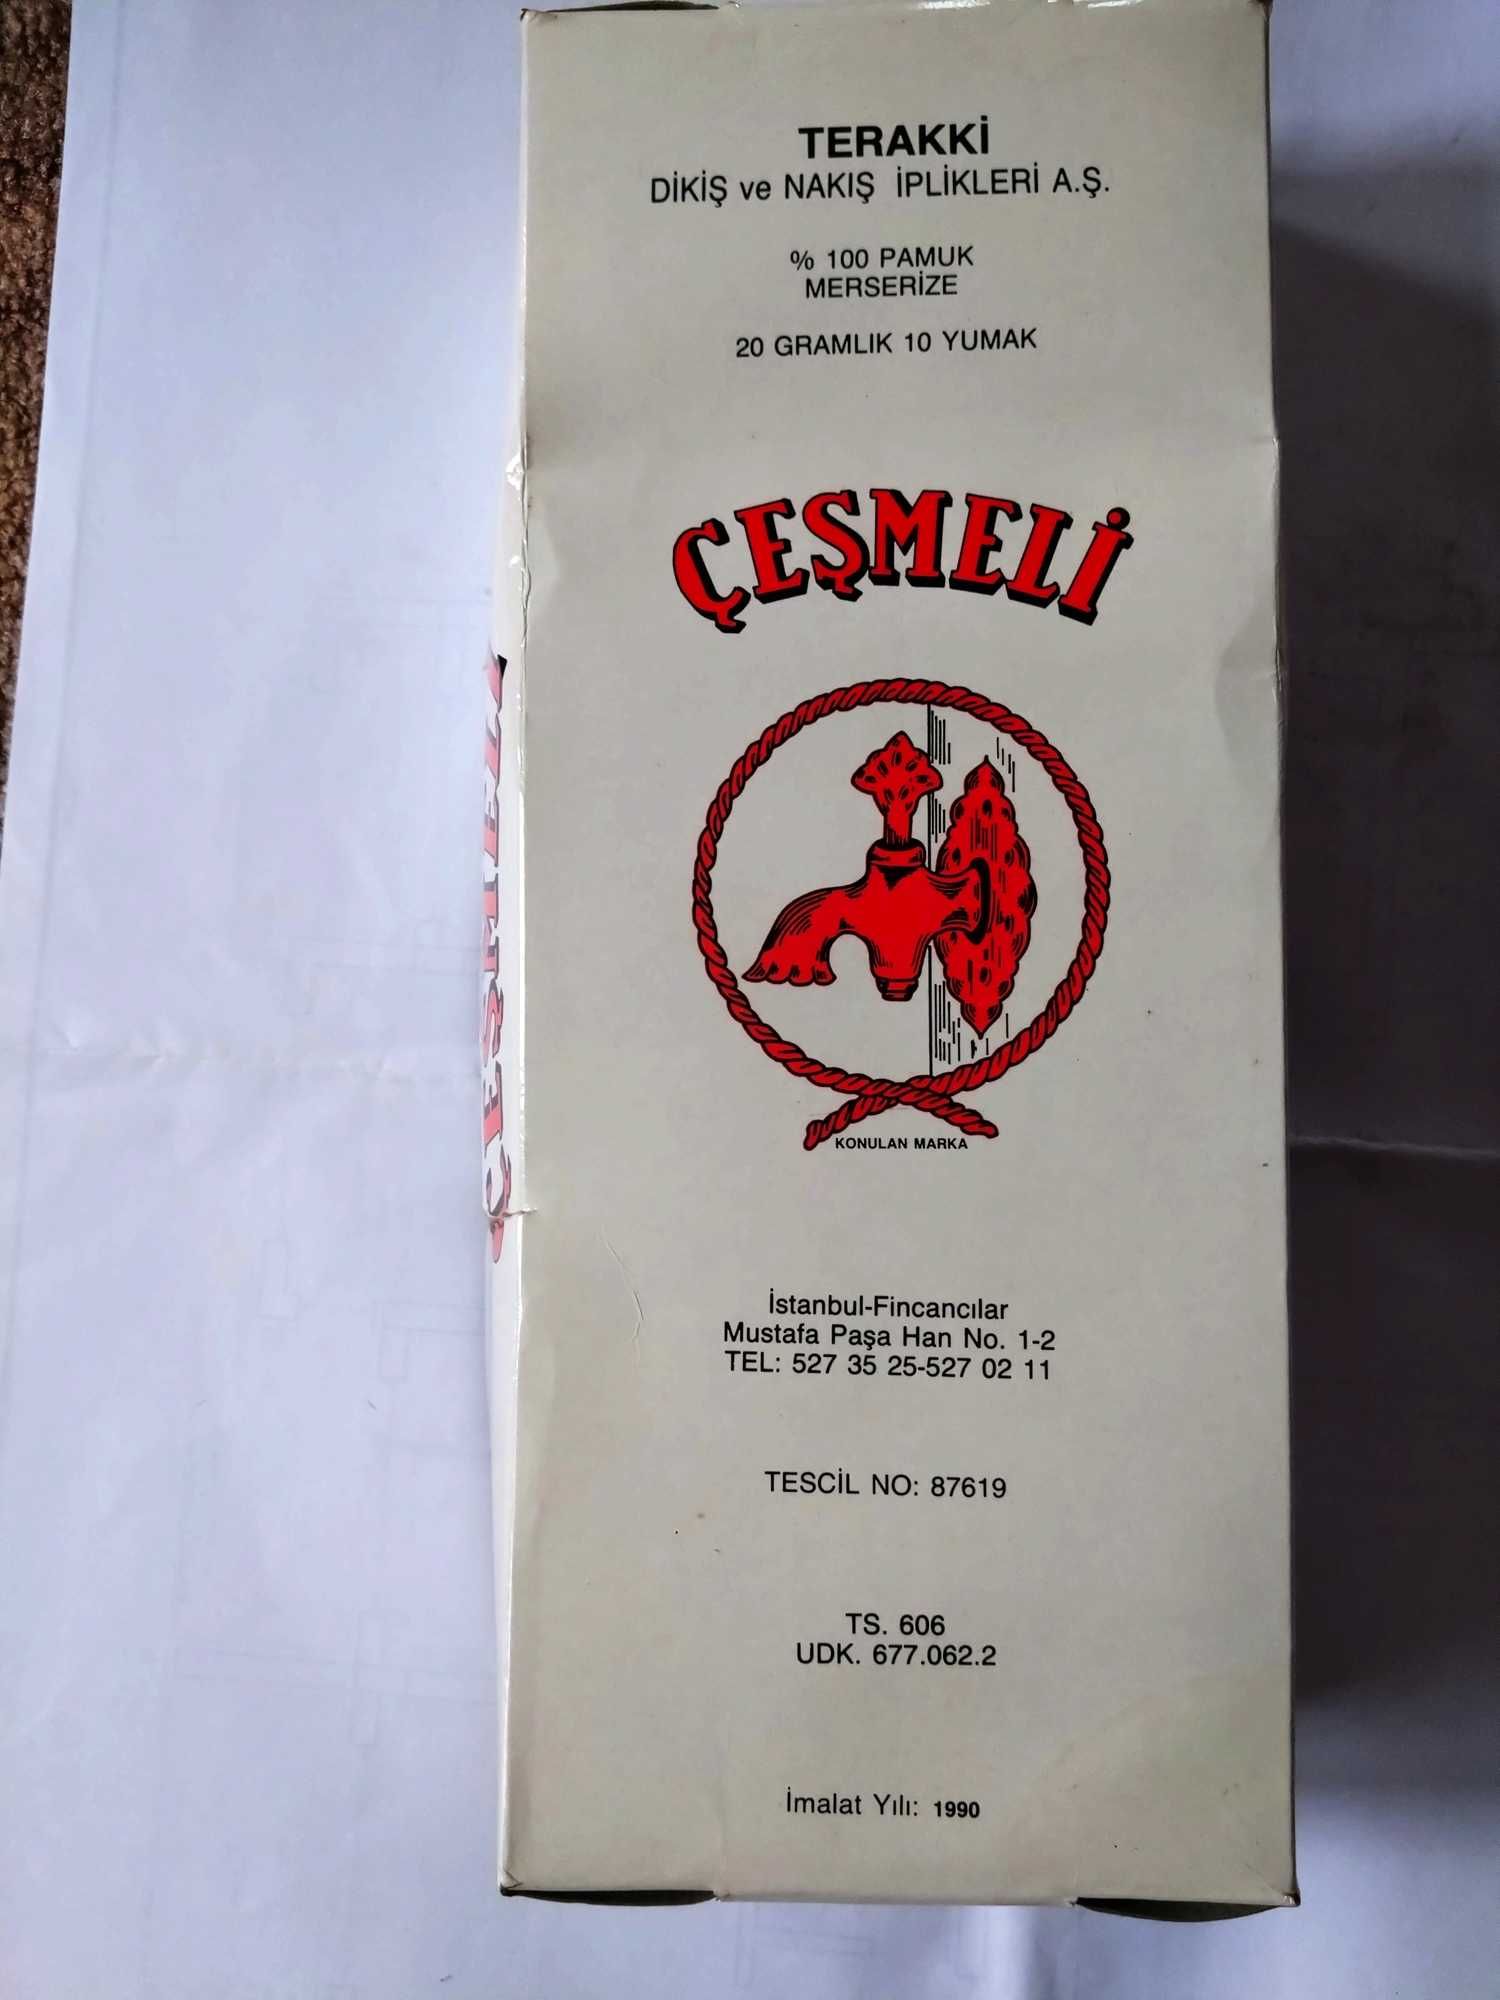 TERAKKİ
DİKİŞ ve NAKIŞ İPLİKLERİ A.Ş.
% 100 PAMUK
MERSERİZE
20 GRAMLIK 10 YUMAK
ÇEŞMELİ
KONULAN MARKA
İstanbul-Fincancılar
Mustafa Paşa Han No. 1-2
TEL: 527 35 25-527 02 11
TESCİL NO: 87619
TS. 606
UDK. 677.062.2
İmalat Yılı: 1990
ÇEŞMELİ